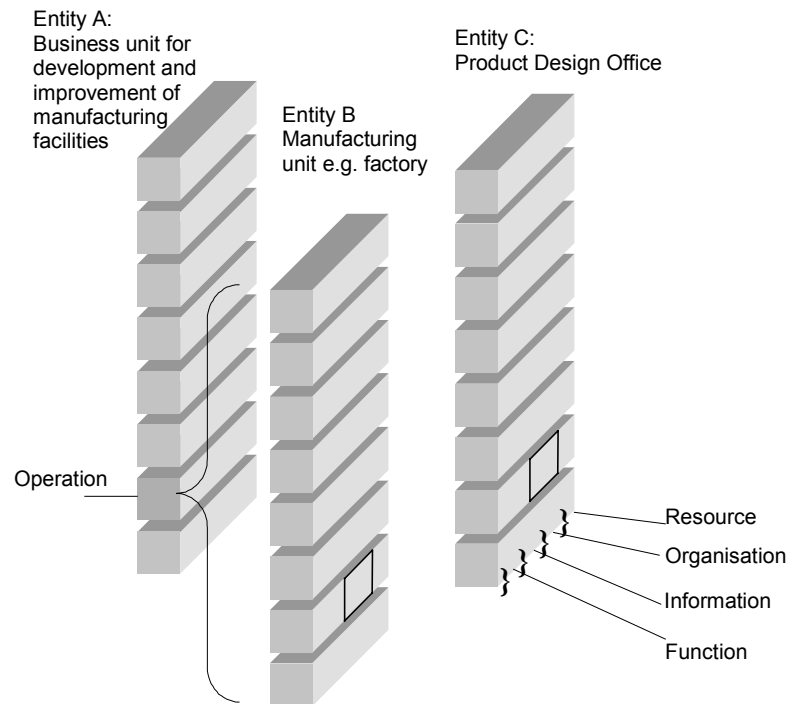 Entity A:
Business unit for
development and
improvement of
manufacturing
facilities
Entity B
Manufacturing
unit e.g. factory
Entity C:
Product Design Office
Operation
Resource
Organisation
Information
Function